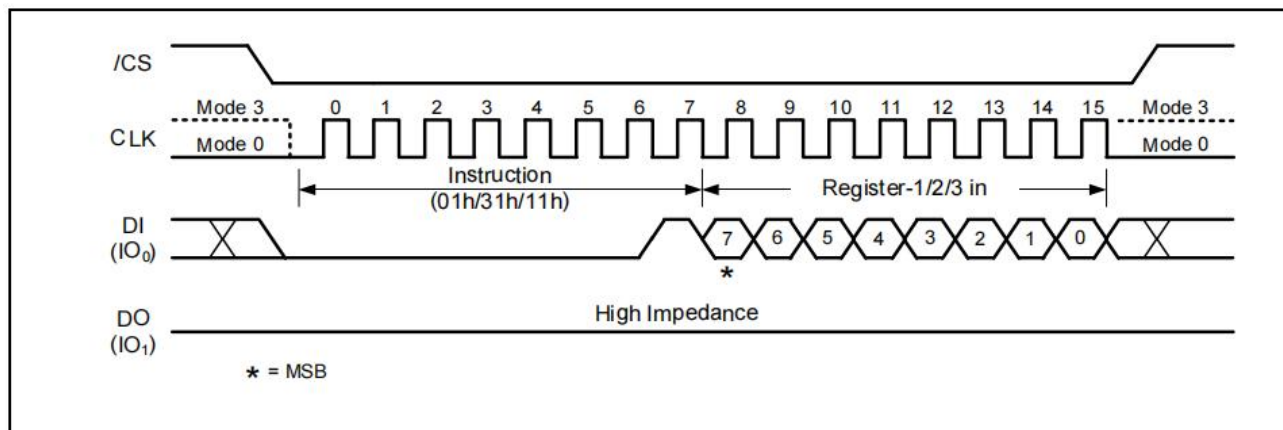 /CS
Mode 3 0 1 2 3 4 5 6 7 8 9 10 11 12 13 14 15 Mode 3
CLK
Mode 0 Mode 0
Instruction
(01h/31h/11h)
Register-1/2/3 in
DI
(IO0)
7 6 5 4 3 2 1 0
*
High Impedance
DO
(IO1)
* = MSB